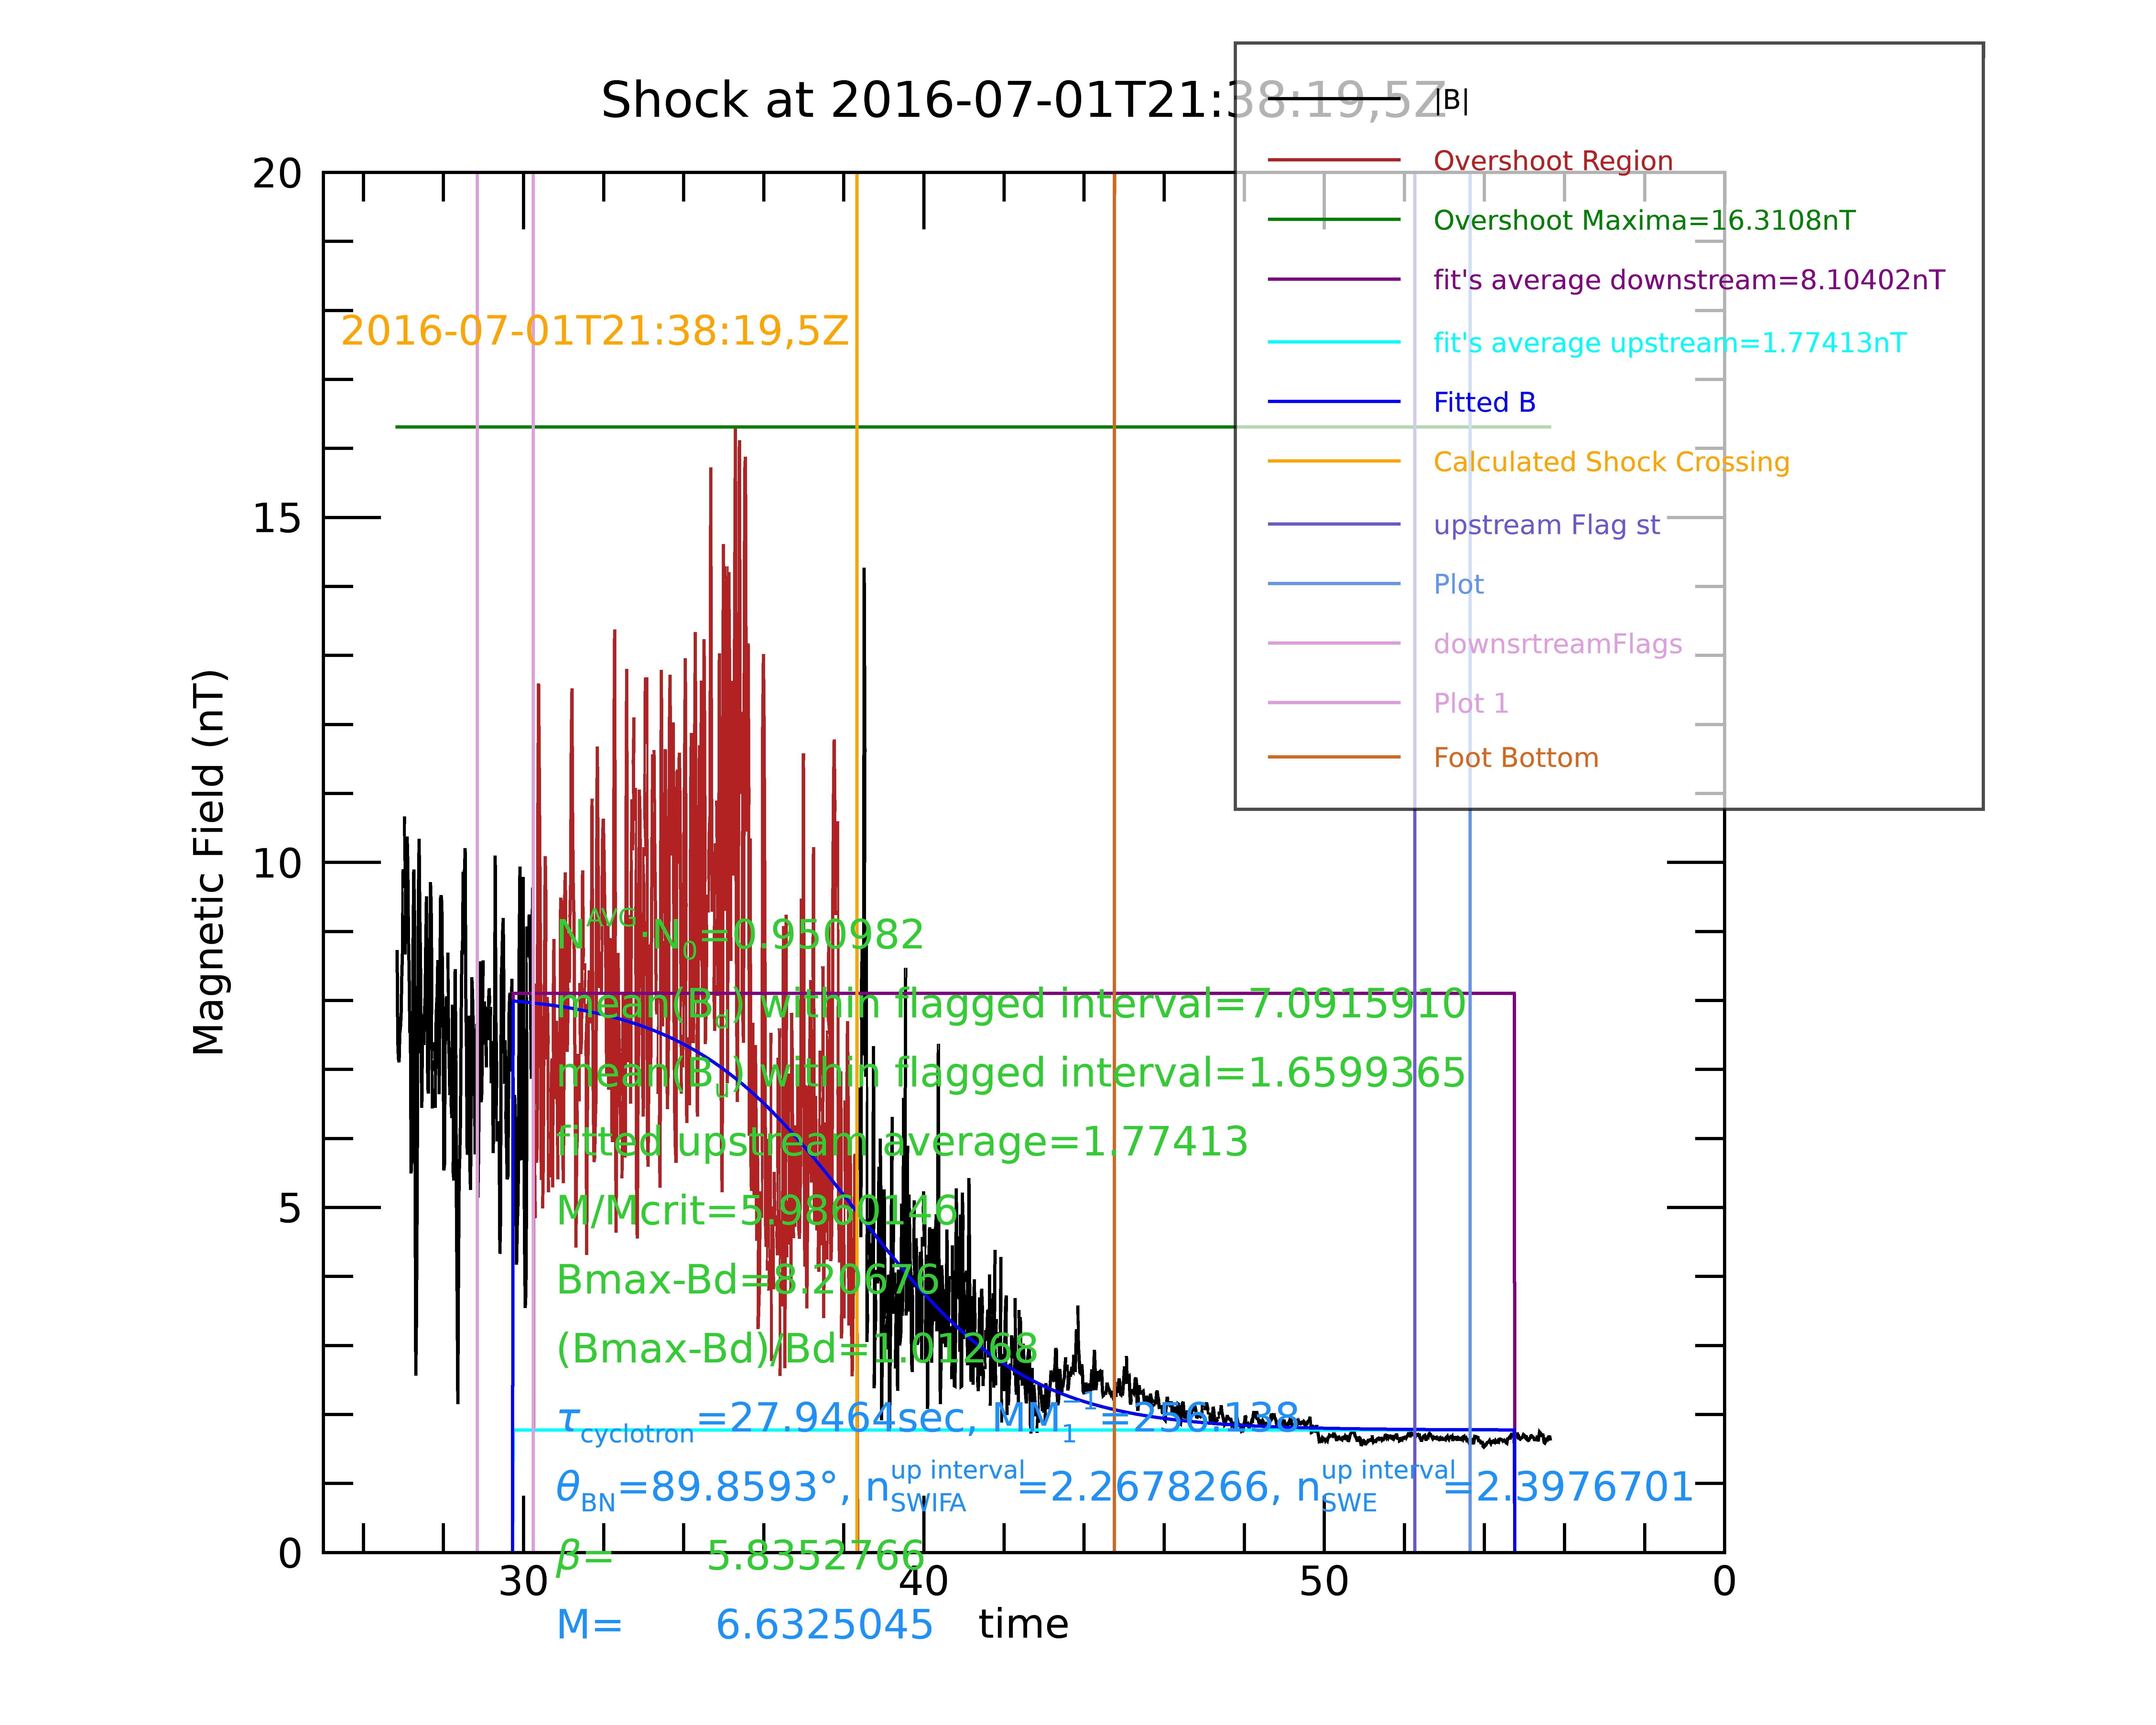 Shock at 2016-07-01T21:38:19,5Z
|B|
Overshoot Region
Overshoot Maxima=16.3108nT
fit's average downstream=8.10402nT
fit's average upstream=1.77413nT
Fitted B
Calculated Shock Crossing
upstream Flag st
Plot
downsrtreamFlags
Plot 1
Foot Bottom
2016-07-01T21:38:19,5Z
20
15
10
5
0
Magnetic Field (nT)
N^AVG·N_0=0.950982
mean(B_d) within flagged interval=7.0915910
mean(B_u) within flagged interval=1.6599365
fitted upstream average=1.77413
M/Mcrit=5.9860146
Bmax-Bd=8.20676
(Bmax-Bd)/Bd=1.01268
τ_cyclotron=27.9464sec, MM_1^−1=256.138
θ_BN=89.8593°, n_SWIFA^up interval=2.2678266, n_SWE^up interval=2.3976701
β= 5.8352766
30 40 50 0
M= 6.6325045
time